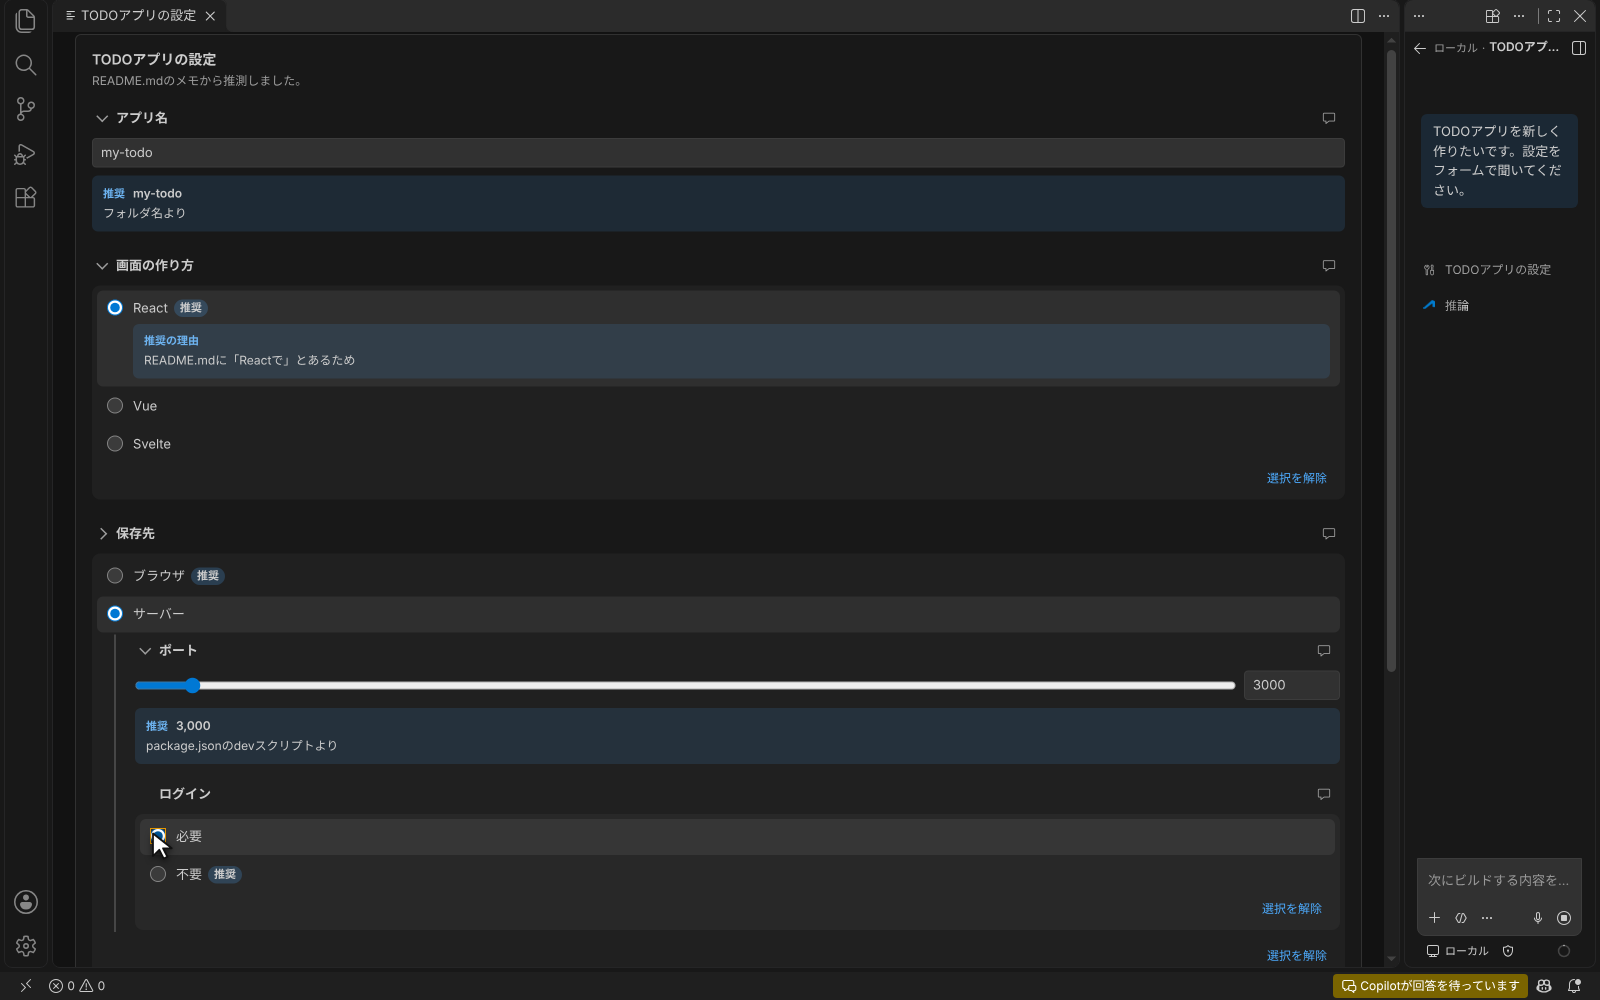 TODOアプリの設定
ローカル · TODOアプ...
TODOアプリの設定
README.mdのメモから推測しました。
アプリ名
my-todo
推奨 my-todo
フォルダ名より
画面の作り方
React 推奨
推奨の理由
README.mdに「Reactで」とあるため
Vue
Svelte
選択を解除
保存先
ブラウザ 推奨
サーバー
ポート
3000
推奨 3,000
package.jsonのdevスクリプトより
ログイン
必要
不要 推奨
選択を解除
選択を解除
TODOアプリを新しく
作りたいです。設定を
フォームで聞いてくだ
さい。
TODOアプリの設定
推論
次にビルドする内容を...
ローカル
0 0
Copilotが回答を待っています